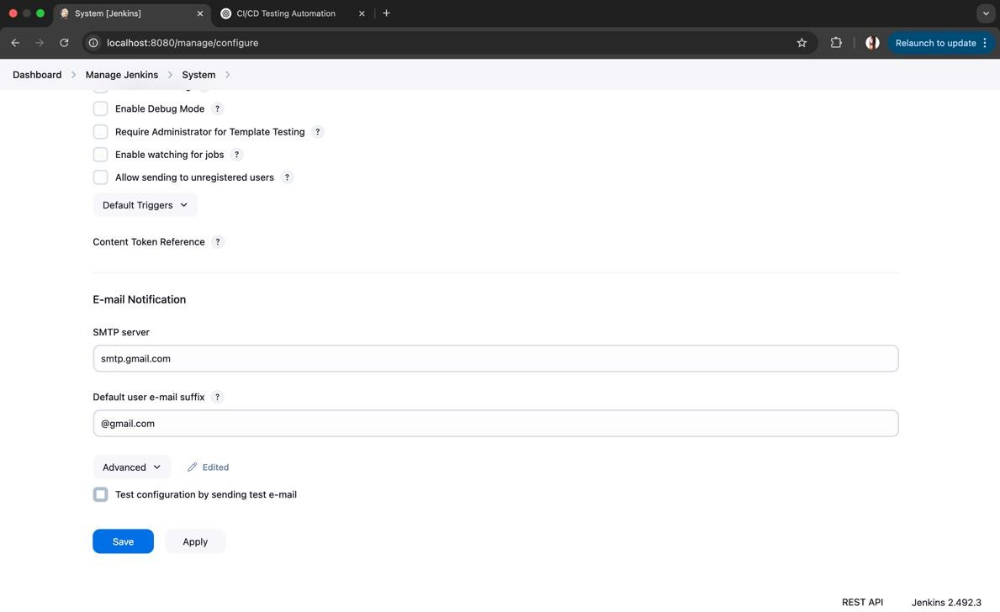 System [Jenkins]
CI/CD Testing Automation
localhost:8080/manage/configure
Relaunch to update
Dashboard
Manage Jenkins
System
Enable Debug Mode ?
Require Administrator for Template Testing ?
Enable watching for jobs ?
Allow sending to unregistered users ?
Default Triggers
Content Token Reference ?
E-mail Notification
SMTP server
smtp.gmail.com
Default user e-mail suffix ?
@gmail.com
Advanced
Edited
Test configuration by sending test e-mail
Save
Apply
REST API
Jenkins 2.492.3